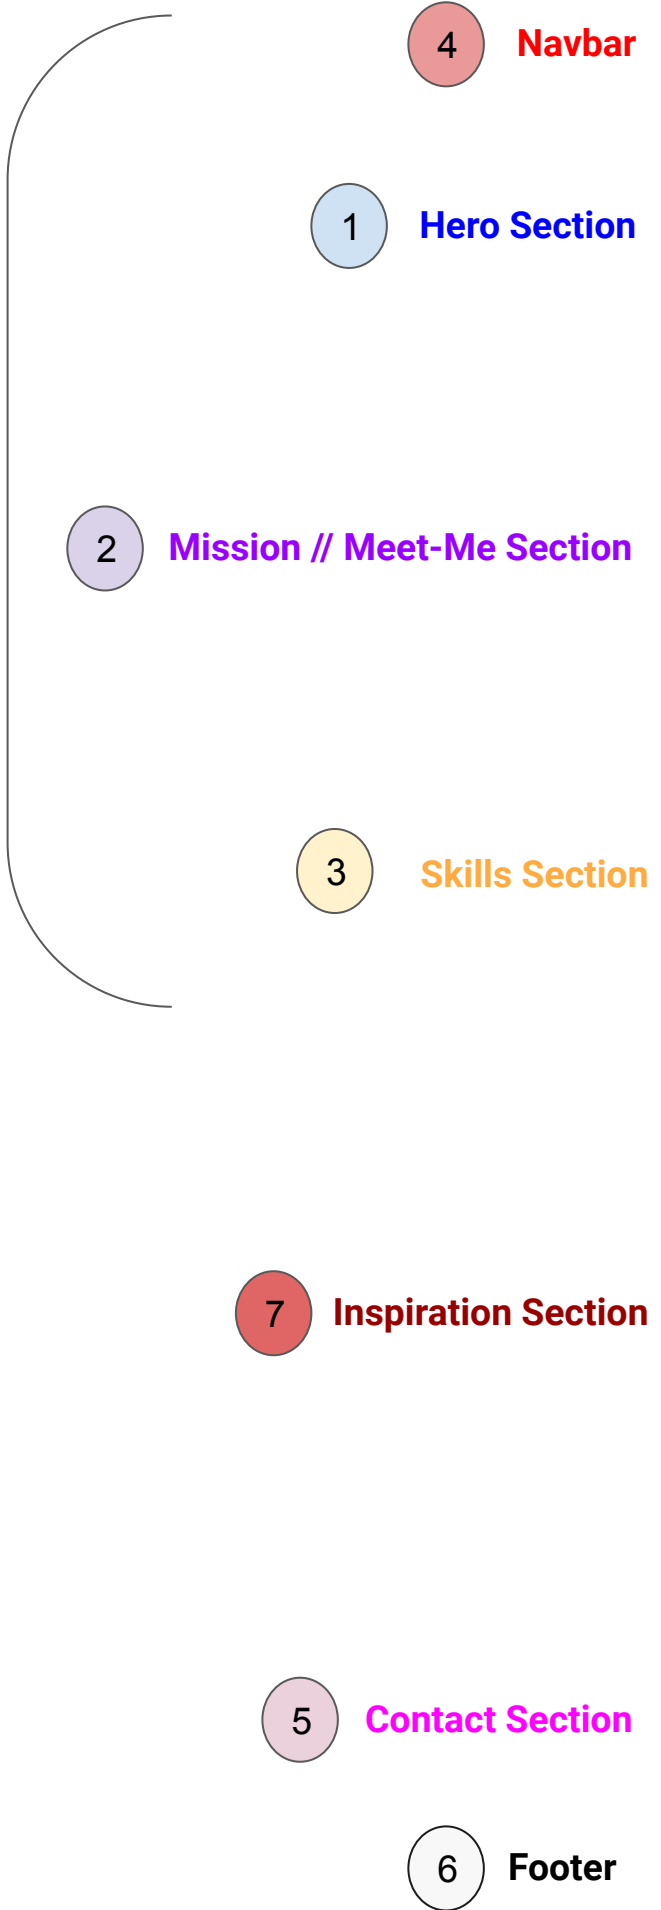 4 Navbar
1 Hero Section
2 Mission // Meet-Me Section
3 Skills Section
7 Inspiration Section
5 Contact Section
6 Footer